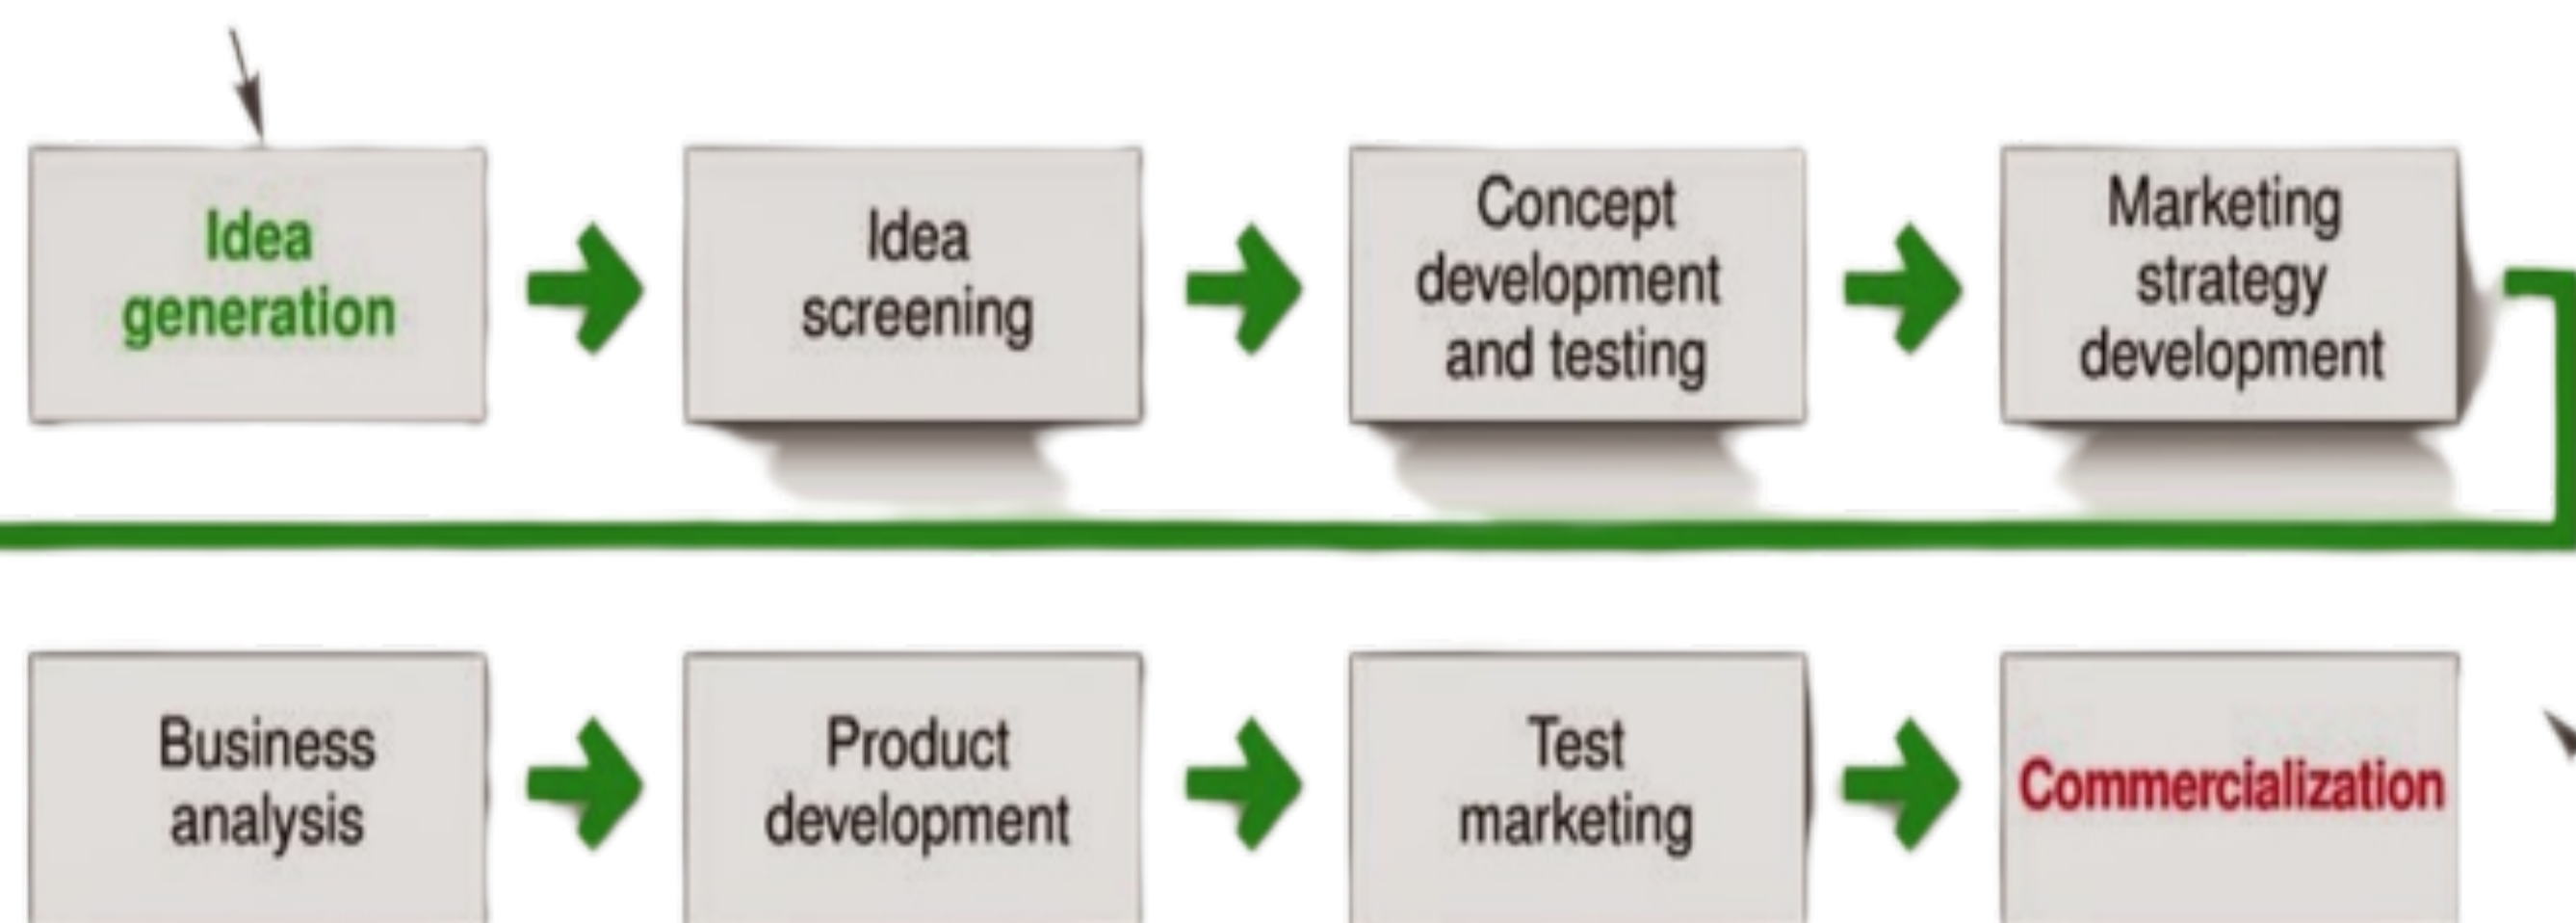 Idea
generation
Idea
screening
Concept
development
and testing
Marketing
strategy
development
Business
analysis
Product
development
Test
marketing
Commercialization